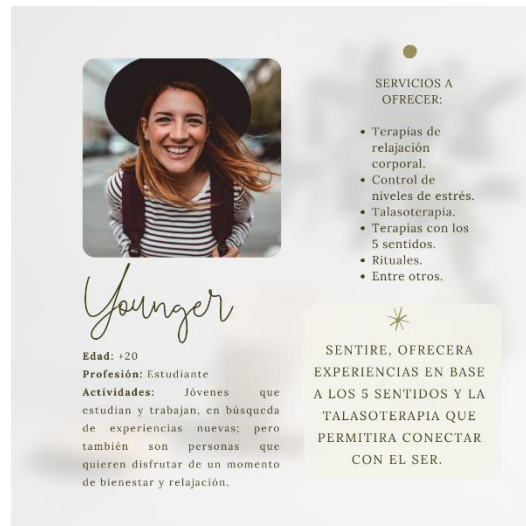 Younger
Edad: +20
Profesión: Estudiante
Actividades: Jóvenes que
estudian y trabajan, en búsqueda
de experiencias nuevas; pero
también son personas que
quieren disfrutar de un momento
de bienestar y relajación.
SERVICIOS A
OFRECER:
• Terapias de
relajación
corporal.
• Control de
niveles de estrés.
• Talasoterapia.
• Terapias con los
5 sentidos.
• Rituales.
• Entre otros.
SENTIRE, OFRECERA
EXPERIENCIAS EN BASE
A LOS 5 SENTIDOS Y LA
TALASOTERAPIA QUE
PERMITIRA CONECTAR
CON EL SER.